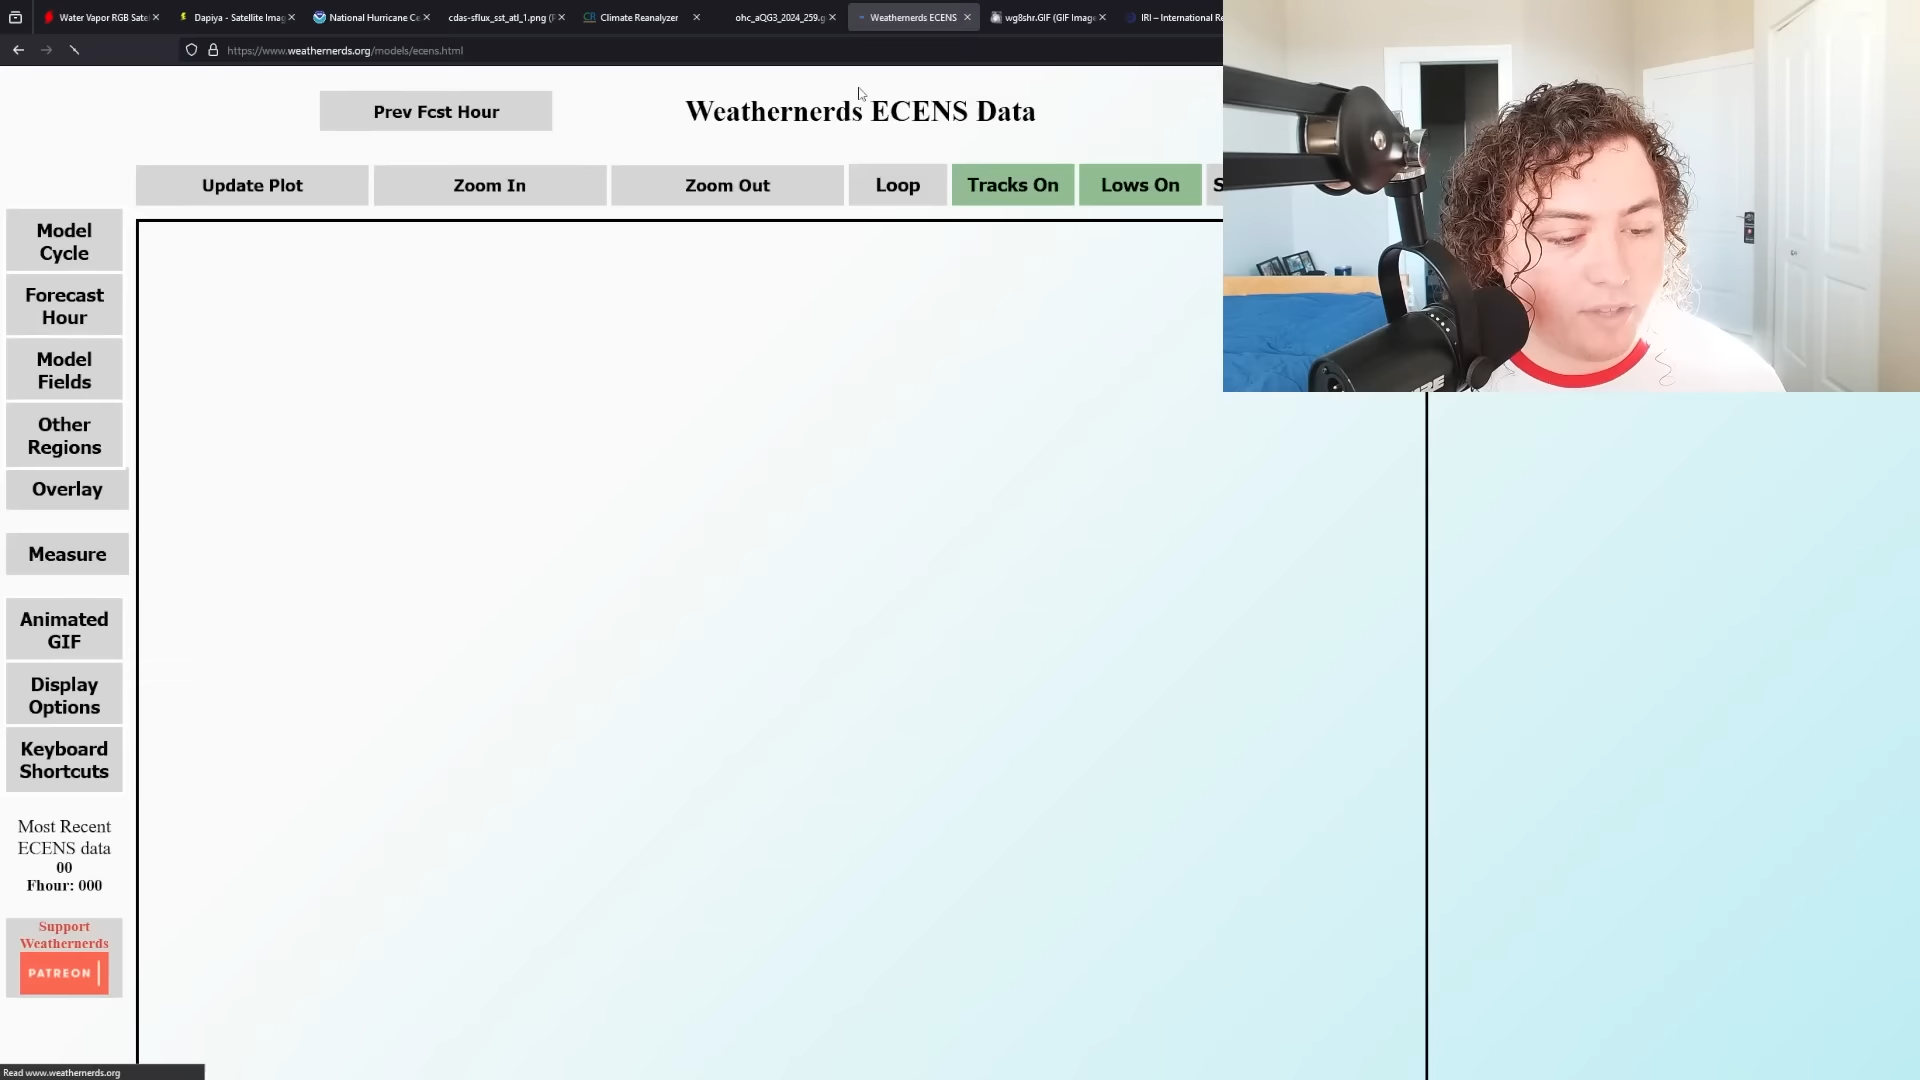 Water Vapor RGB Sate
Dapiya - Satellite Imag
National Hurricane Ce
cdas-sflux_sst_atl_1.png (P
Climate Reanalyzer
ohc_aQG3_2024_259.g
Weathernerds ECENS
wg8shr.GIF (GIF Image
IRI – International Re
https://www.weathernerds.org/models/ecens.html
Prev Fcst Hour
Weathernerds ECENS Data
Update Plot
Zoom In
Zoom Out
Loop
Tracks On
Lows On
S
Model
Cycle
Forecast
Hour
Model
Fields
Other
Regions
Overlay
Measure
Animated
GIF
Display
Options
Keyboard
Shortcuts
Most Recent
ECENS data
00
Fhour: 000
Support
Weathernerds
PATREON
Read www.weathernerds.org